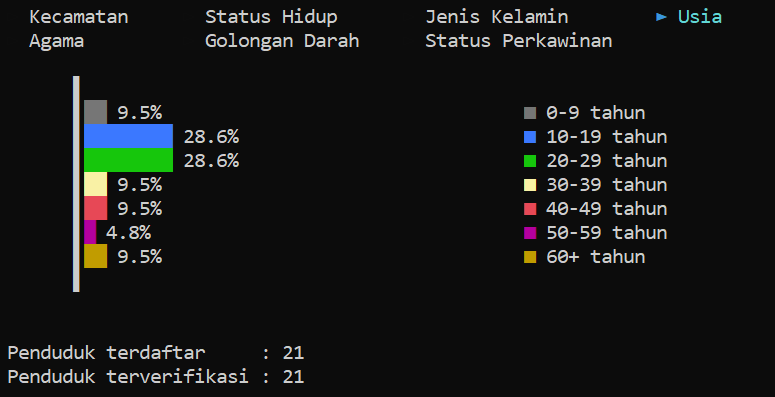 Kecamatan Status Hidup Jenis Kelamin ► Usia
Agama Golongan Darah Status Perkawinan
9.5% 0-9 tahun
28.6% 10-19 tahun
28.6% 20-29 tahun
9.5% 30-39 tahun
9.5% 40-49 tahun
4.8% 50-59 tahun
9.5% 60+ tahun
Penduduk terdaftar : 21
Penduduk terverifikasi : 21